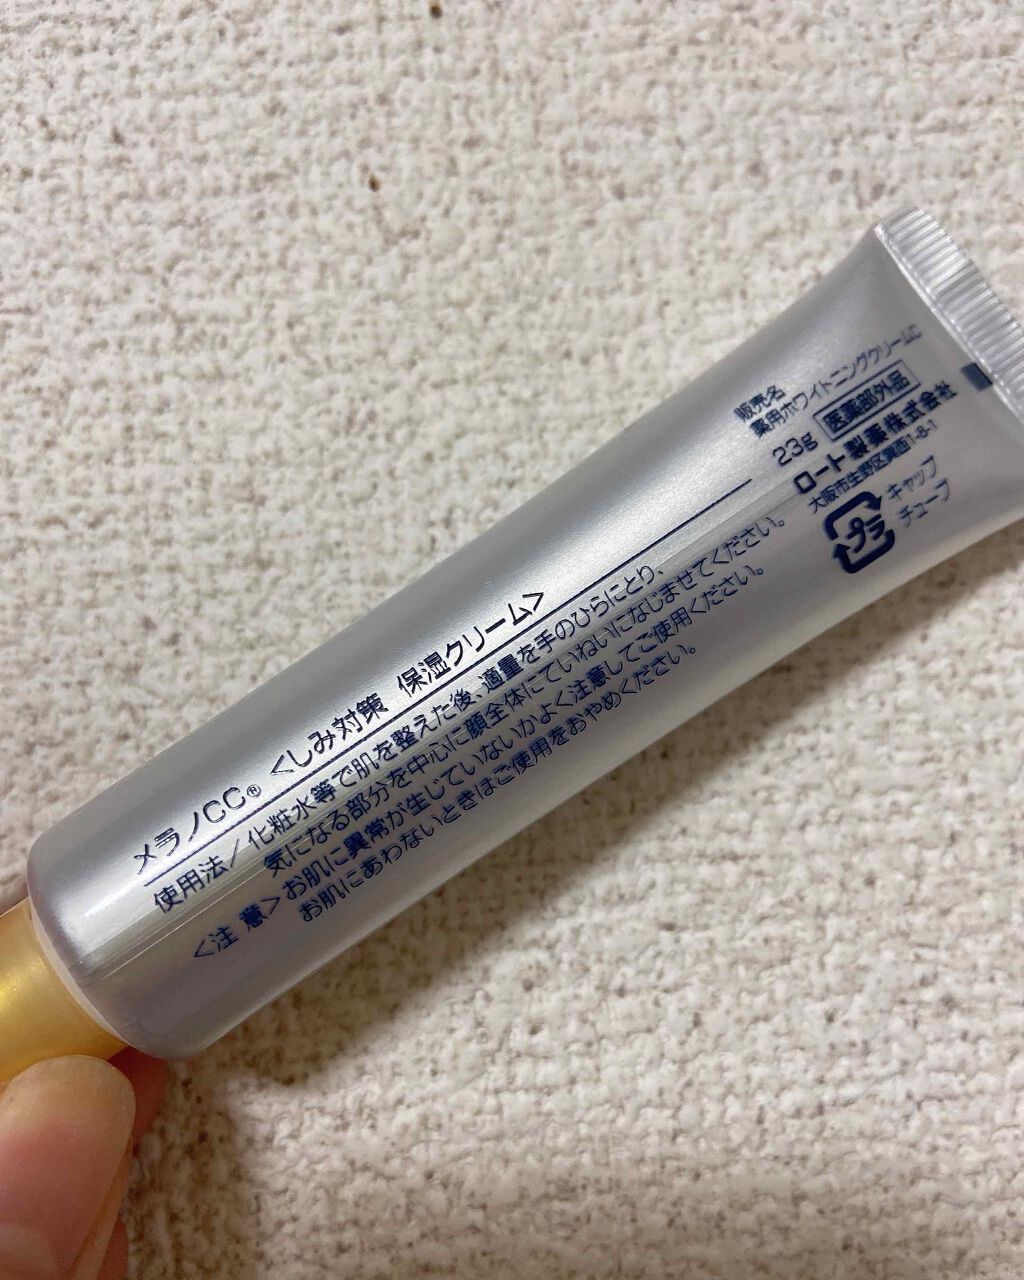 メラノCC® <しみ対策 保湿クリーム>
使用法/化粧水等で肌を整えた後、適量を手のひらにとり、
気になる部分を中心に顔全体にていねいになじませてください。
<注 意>お肌に異常が生じていないかよく注意してご使用ください。
お肌にあわないときはご使用をおやめください。
販売名
薬用ホワイトニングクリームC
23g 医薬部外品
ロート製薬株式会社
大阪市生野区巽西1-8-1
プラ
キャップ
チューブ